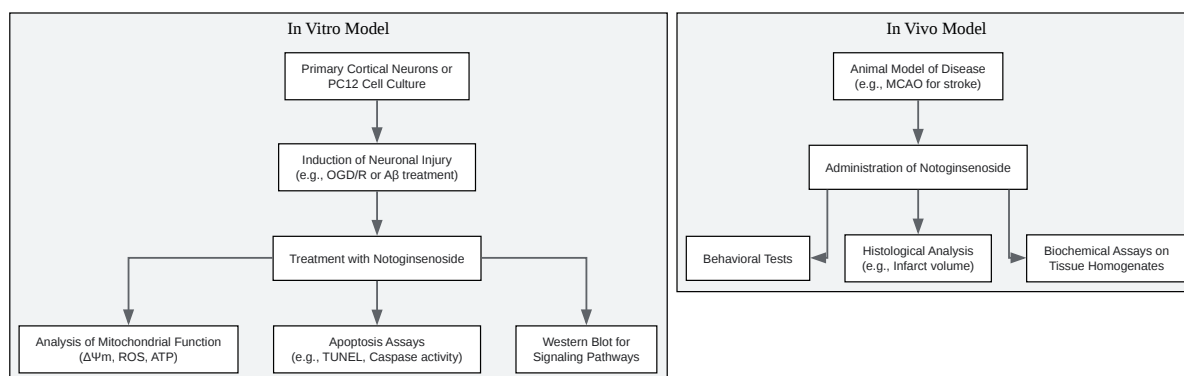 In Vitro Model
Primary Cortical Neurons or
PC12 Cell Culture
Induction of Neuronal Injury
(e.g., OGD/R or Aβ treatment)
Treatment with Notoginsenoside
Analysis of Mitochondrial Function
(ΔΨm, ROS, ATP)
Apoptosis Assays
(e.g., TUNEL, Caspase activity)
Western Blot for
Signaling Pathways
In Vivo Model
Animal Model of Disease
(e.g., MCAO for stroke)
Administration of Notoginsenoside
Behavioral Tests
Histological Analysis
(e.g., Infarct volume)
Biochemical Assays on
Tissue Homogenates